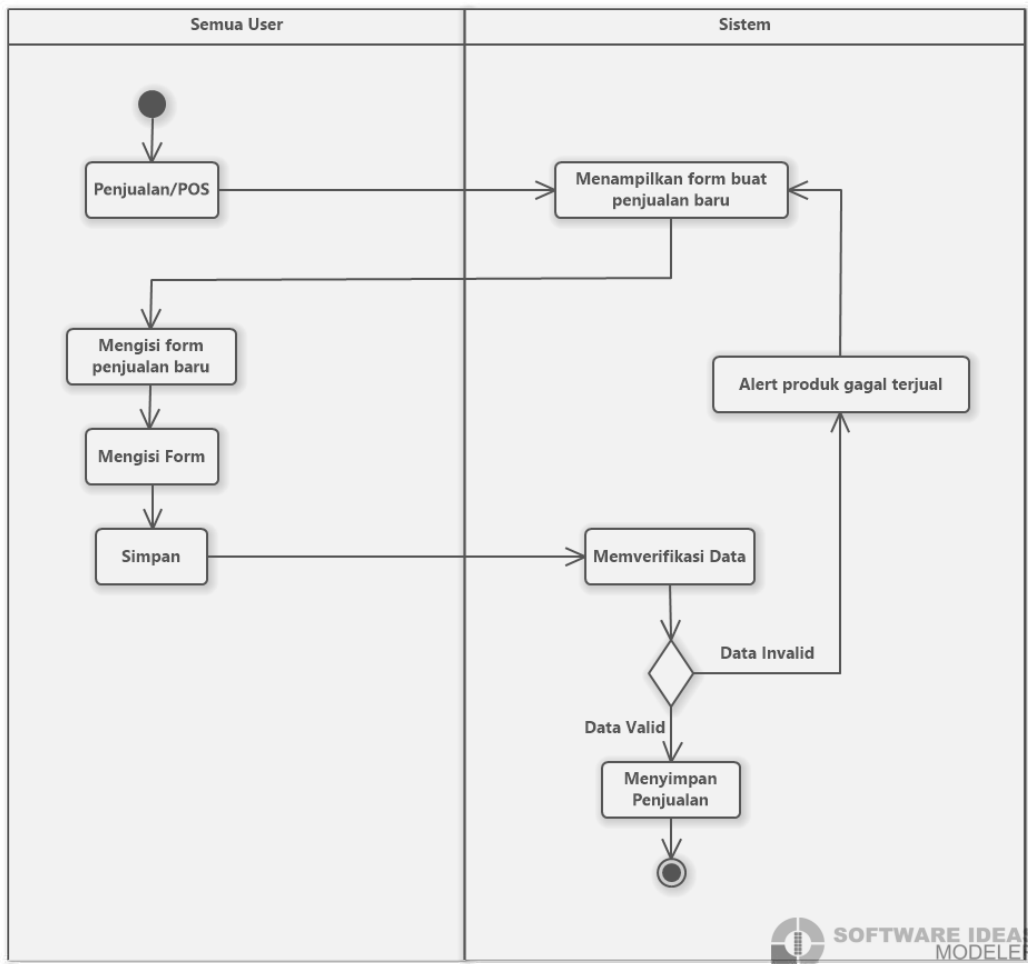 Semua User
Sistem
Penjualan/POS
Menampilkan form buat
penjualan baru
Mengisi form
penjualan baru
Alert produk gagal terjual
Mengisi Form
Simpan
Memverifikasi Data
Data Invalid
Data Valid
Menyimpan
Penjualan
SOFTWARE IDEAS
MODELER